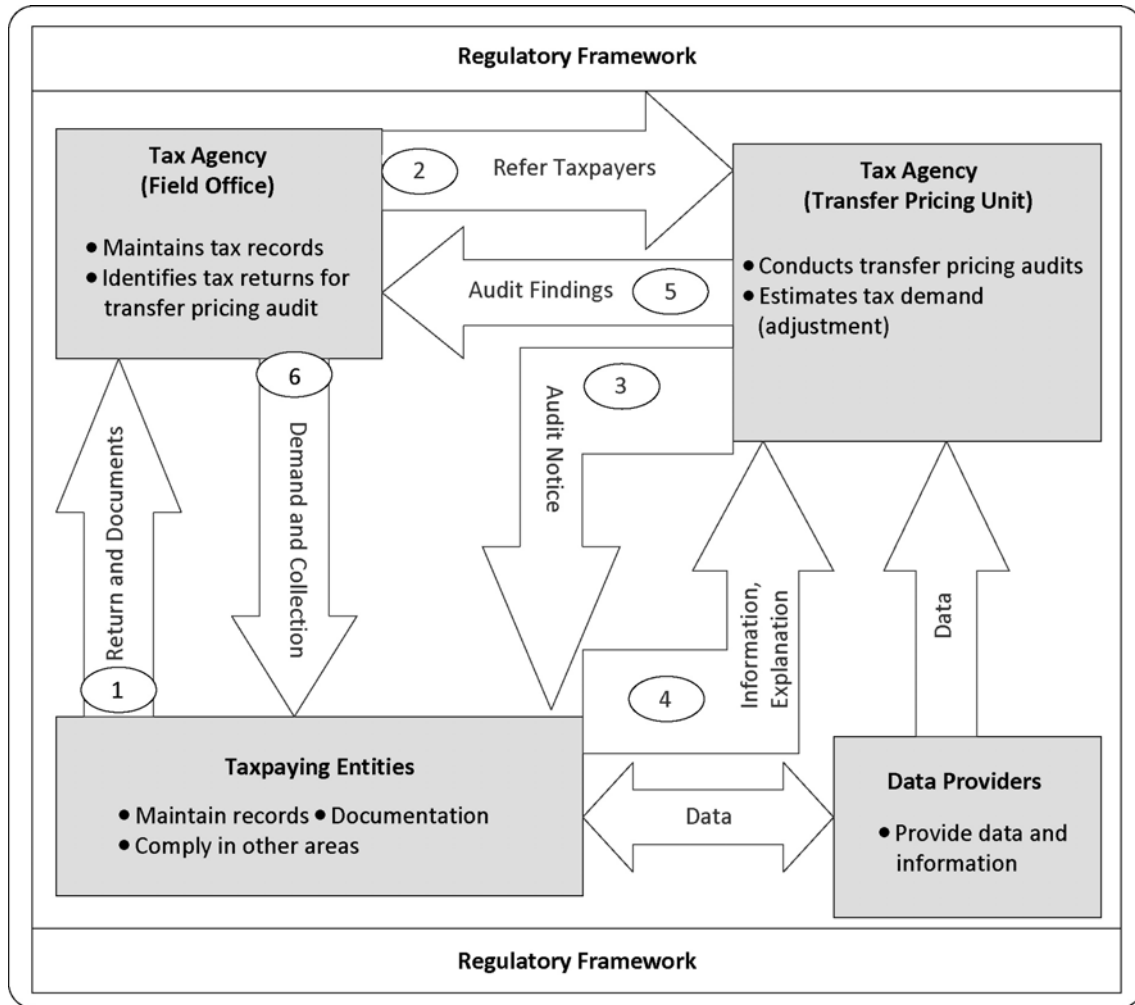 Regulatory Framework
Tax Agency
(Field Office)
● Maintains tax records
● Identifies tax returns for
transfer pricing audit
2
Refer Taxpayers
Tax Agency
(Transfer Pricing Unit)
● Conducts transfer pricing audits
● Estimates tax demand
(adjustment)
Audit Findings
5
3
Audit Notice
6
Demand and Collection
Return and Documents
1
4
Information,
Explanation
Data
Taxpaying Entities
● Maintain records ● Documentation
● Comply in other areas
Data
Data Providers
● Provide data and
information
Regulatory Framework